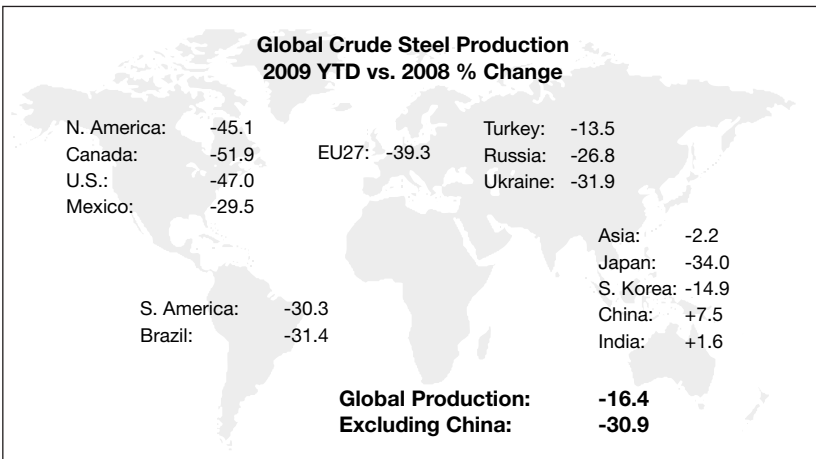 Global Crude Steel Production
2009 YTD vs. 2008 % Change
N. America: -45.1
Canada: -51.9
U.S.: -47.0
Mexico: -29.5
EU27: -39.3
Turkey: -13.5
Russia: -26.8
Ukraine: -31.9
Asia: -2.2
Japan: -34.0
S. Korea: -14.9
China: +7.5
India: +1.6
S. America: -30.3
Brazil: -31.4
Global Production: -16.4
Excluding China: -30.9